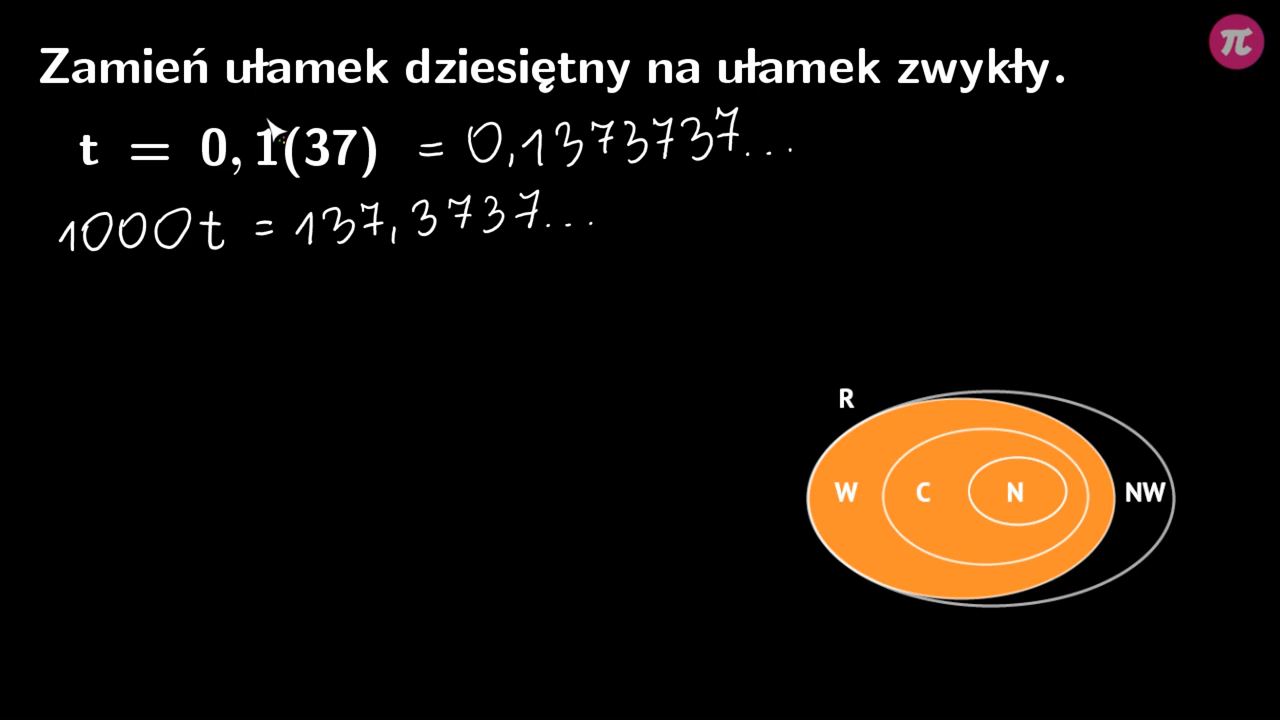 π
Zamień ułamek dziesiętny na ułamek zwykły.
t = 0,1(37) = 0,1373737...
1000t = 137,3737...
R
W C N NW